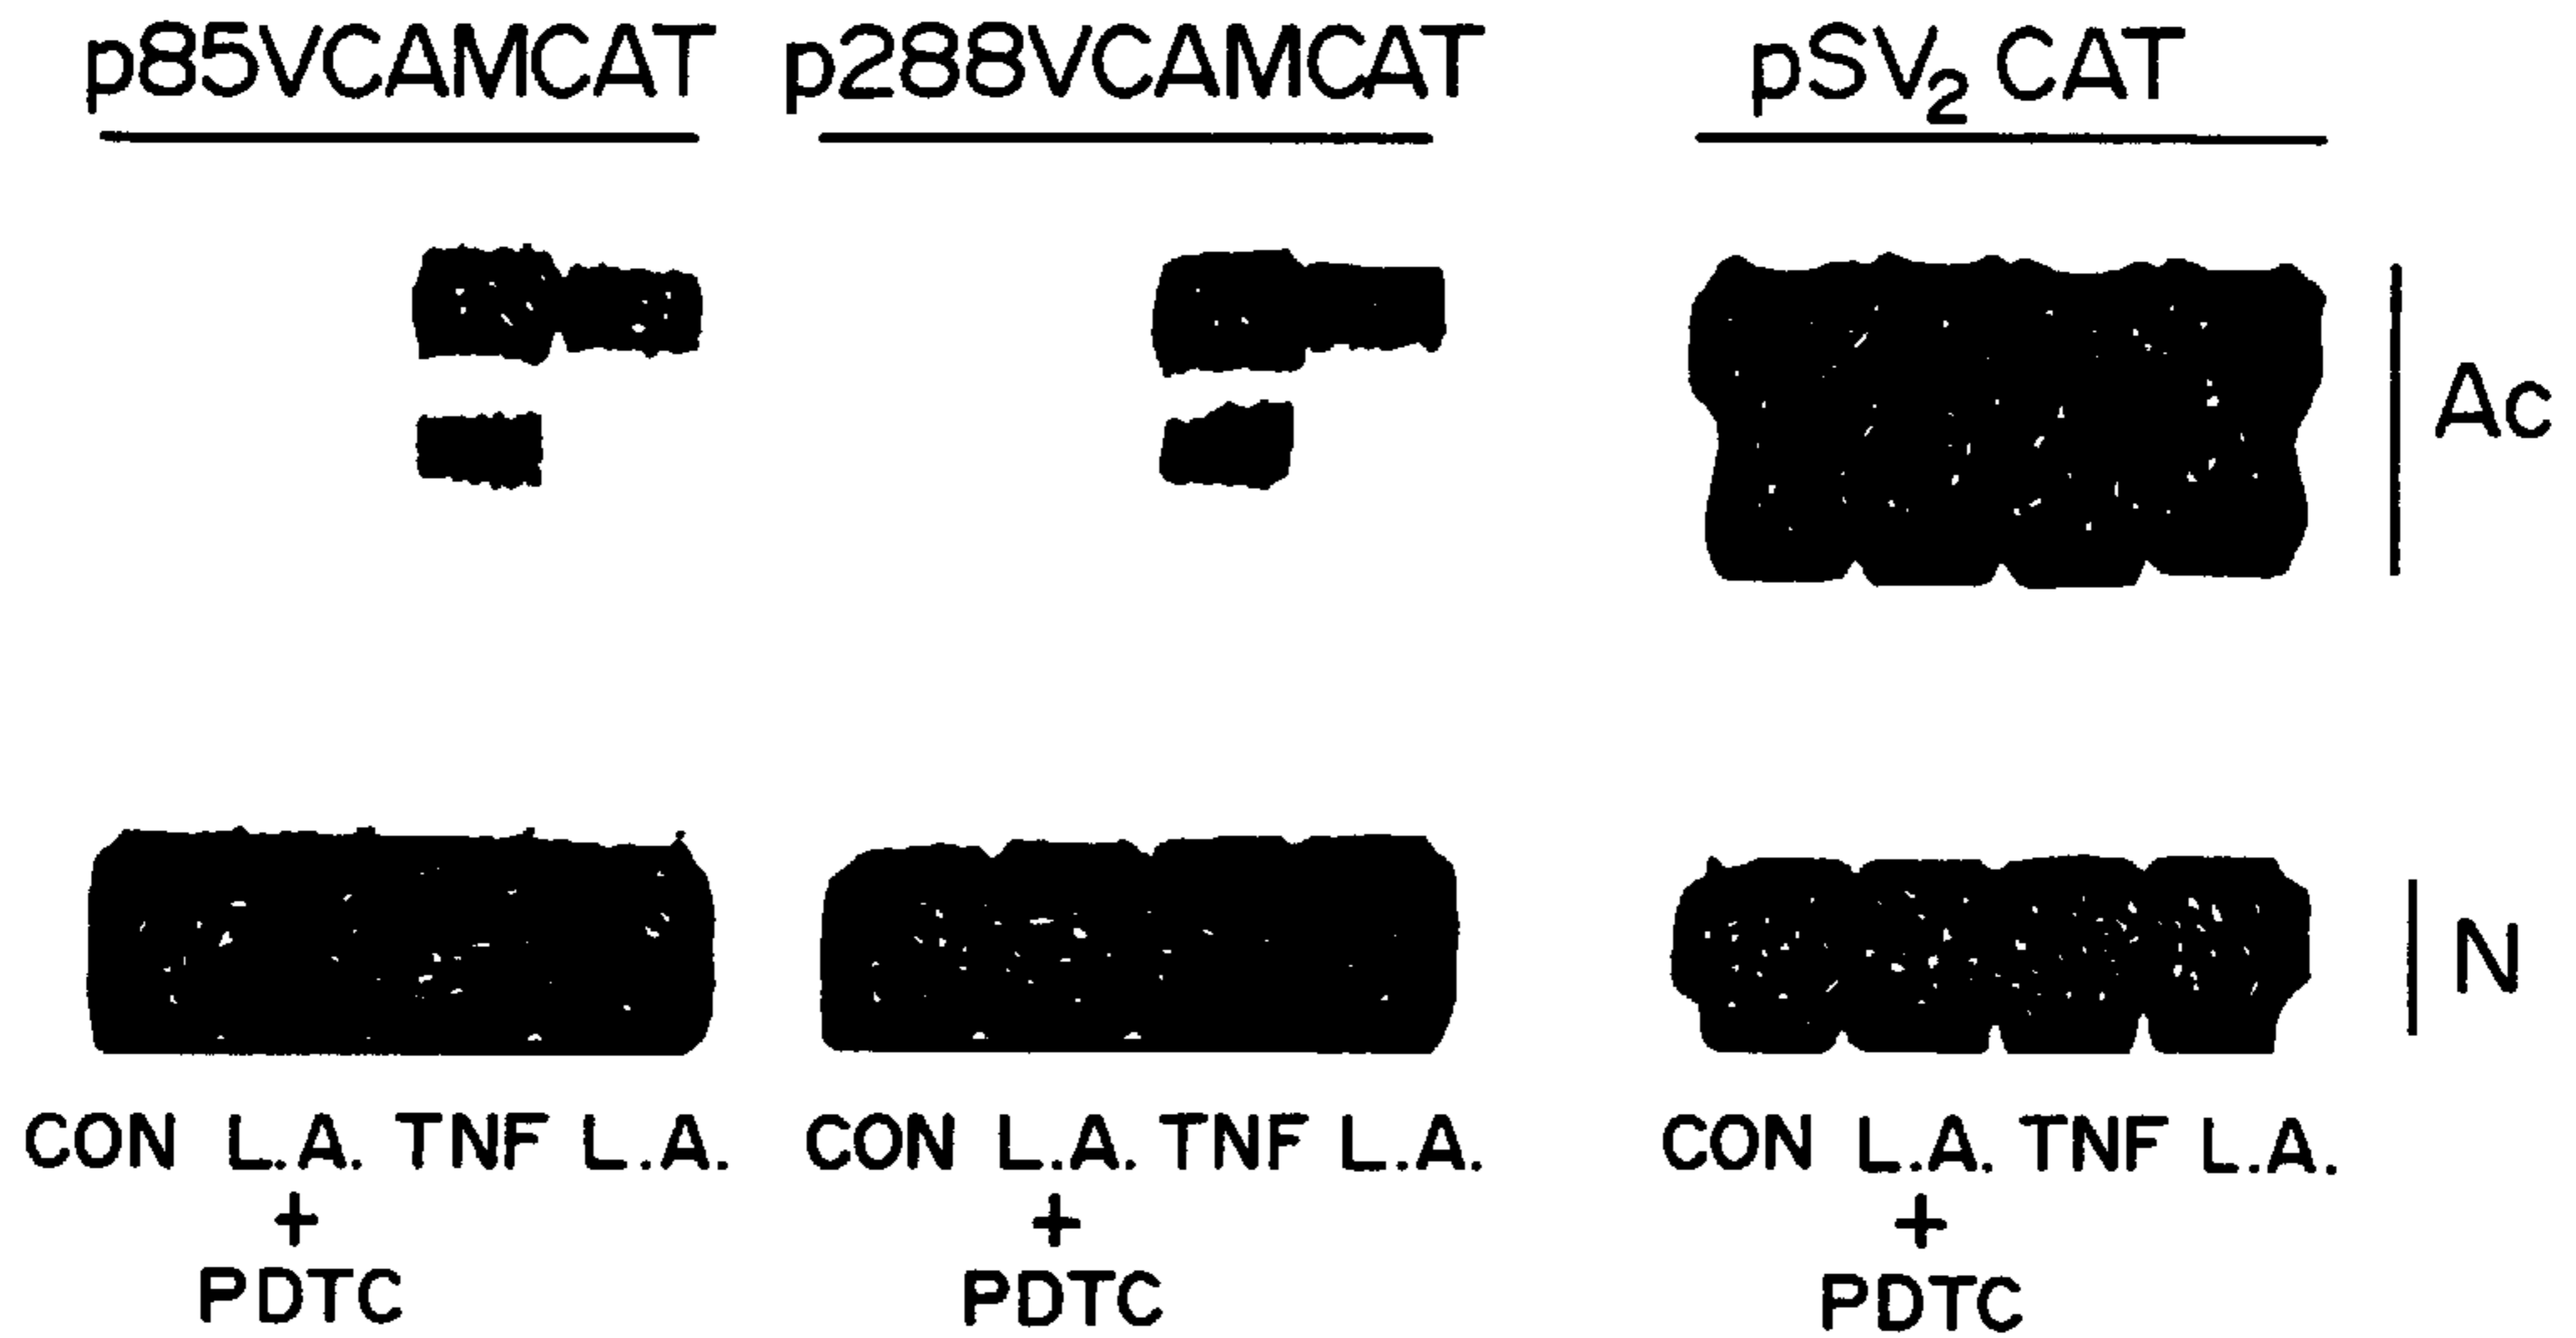 p85VCAMCAT p288VCAMCAT pSV₂ CAT
Ac
N
CON L.A. TNF L.A. CON L.A. TNF L.A. CON L.A. TNF L.A.
+ + +
PDTC PDTC PDTC